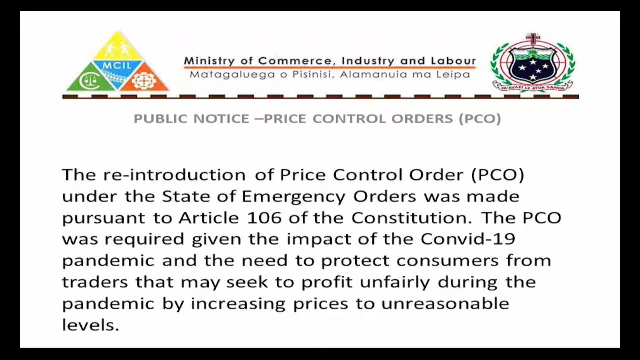 MCIL
Ministry of Commerce, Industry and Labour
Matagaluega o Pisinisi, Alamanuia ma Leipa
PUBLIC NOTICE –PRICE CONTROL ORDERS (PCO)
The re-introduction of Price Control Order (PCO)
under the State of Emergency Orders was made
pursuant to Article 106 of the Constitution. The PCO
was required given the impact of the Convid-19
pandemic and the need to protect consumers from
traders that may seek to profit unfairly during the
pandemic by increasing prices to unreasonable
levels.